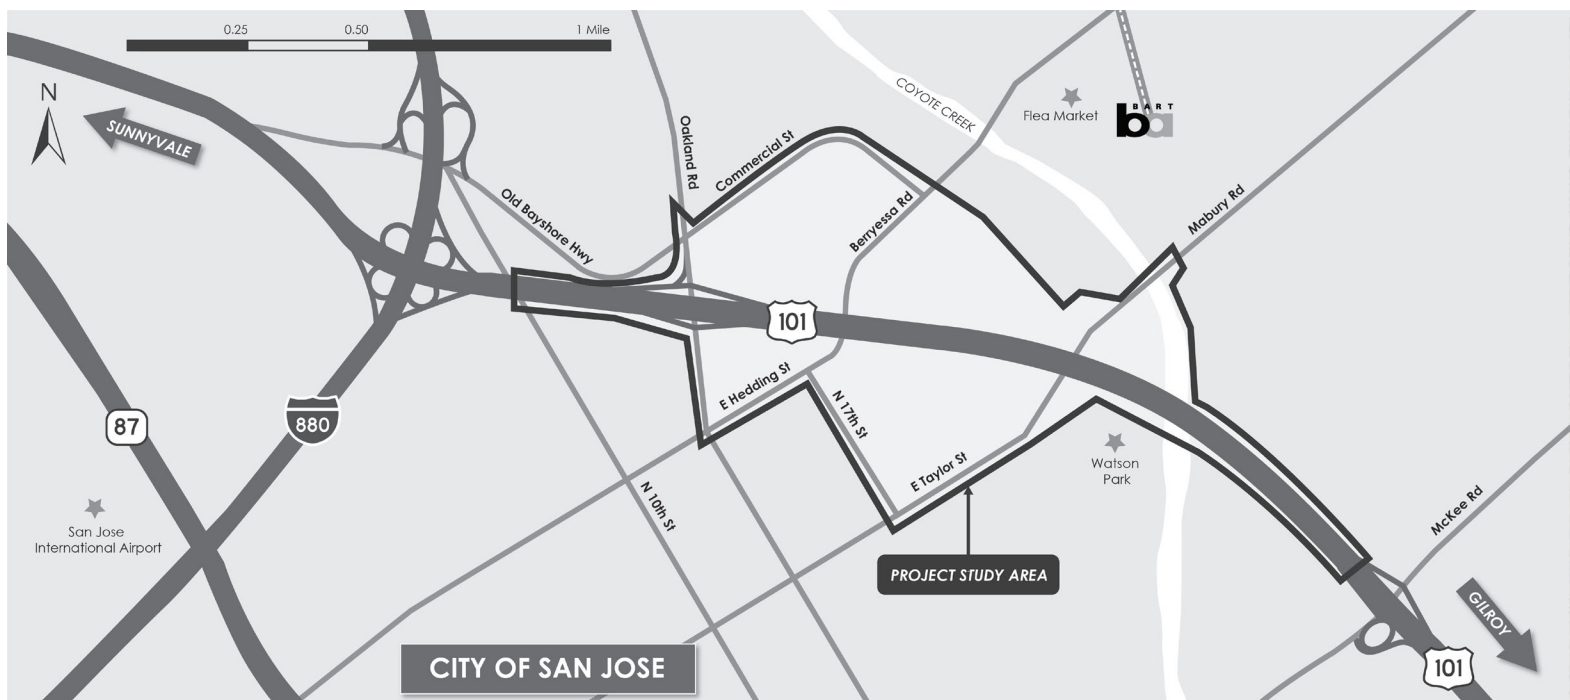 0.25 0.50 1 Mile
N
SUNNYVALE
Oakland Rd
Commercial St
COYOTE CREEK
Flea Market
BART
ba
Old Bayshore Hwy
Berryessa Rd
Mabury Rd
101
E Hedding St
N 17th St
87
880
E Taylor St
Watson
Park
N 10th St
McKee Rd
San Jose
International Airport
PROJECT STUDY AREA
GILROY
CITY OF SAN JOSE
101